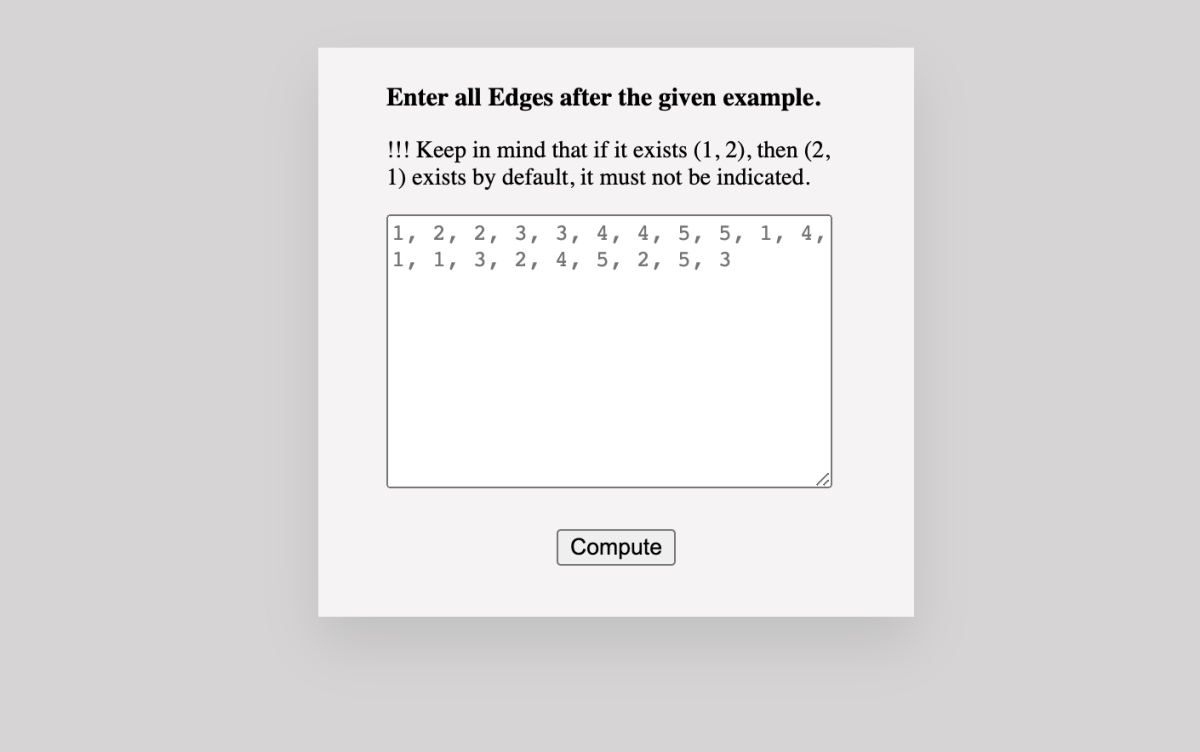 Enter all Edges after the given example.
!!! Keep in mind that if it exists (1, 2), then (2,
1) exists by default, it must not be indicated.
1, 2, 2, 3, 3, 4, 4, 5, 5, 1, 4,
1, 1, 3, 2, 4, 5, 2, 5, 3
Compute